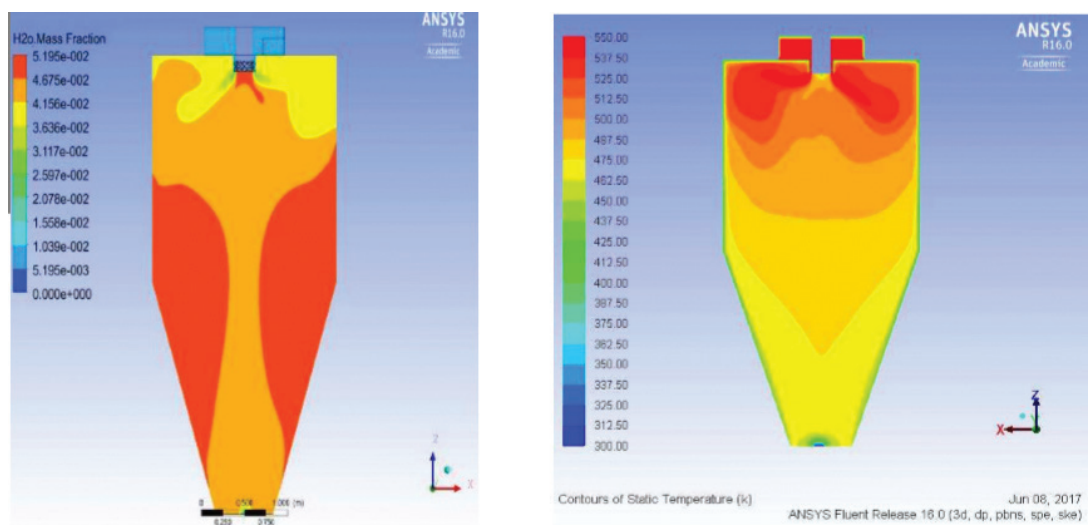 ANSYS
R16.0
Academic
H2o.Mass Fraction
5.195e-002
4.675e-002
4.156e-002
3.636e-002
3.117e-002
2.597e-002
2.078e-002
1.558e-002
1.039e-002
5.195e-003
0.000e+000
Z
X
0 0.500 1.000 (m)
0.250 0.750
ANSYS
R16.0
Academic
550.00
537.50
525.00
512.50
500.00
487.50
475.00
462.50
450.00
437.50
425.00
412.50
400.00
387.50
375.00
362.50
350.00
337.50
325.00
312.50
300.00
Z
X
Contours of Static Temperature (k)
Jun 08, 2017
ANSYS Fluent Release 16.0 (3d, dp, pbns, spe, ske)